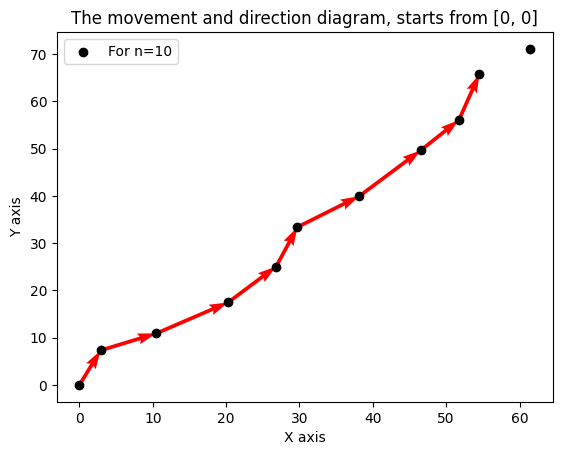 The movement and direction diagram, starts from [0, 0]
For n=10
70
60
50
40
30
20
10
0
Y axis
0 10 20 30 40 50 60
X axis